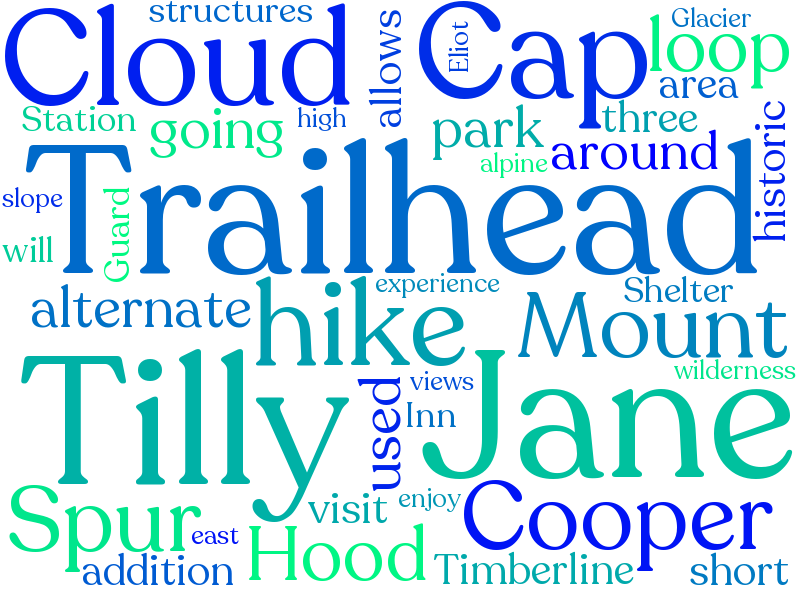 structures
Cloud
allows
Cap
Eliot
Glacier
loop
area
Station
going
high
park
three
alpine
around
historic
Trailhead
slope
Guard
will
experience
alternate
hike
Shelter
Mount
Tilly
Jane
wilderness
used
views
Inn
Spur
visit
enjoy
Cooper
east
Hood
addition
Timberline
short